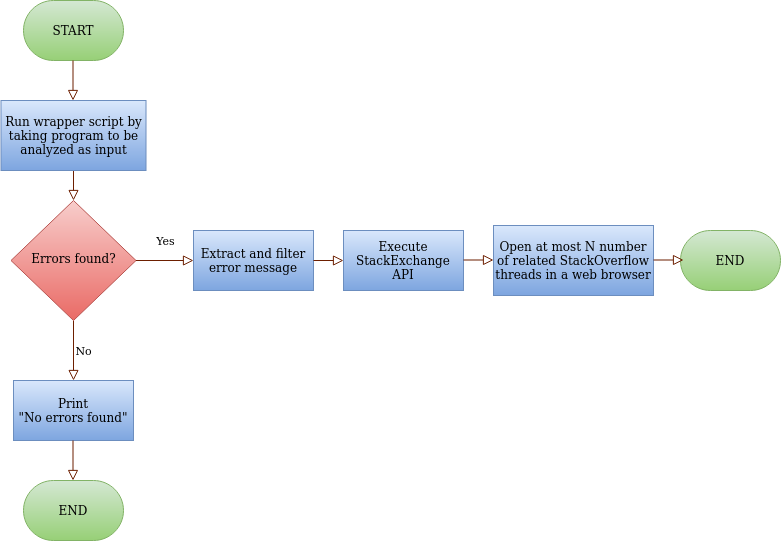 START
Run wrapper script by
taking program to be
analyzed as input
Errors found?
Yes
Extract and filter
error message
Execute
StackExchange
API
Open at most N number
of related StackOverflow
threads in a web browser
END
No
Print
"No errors found"
END